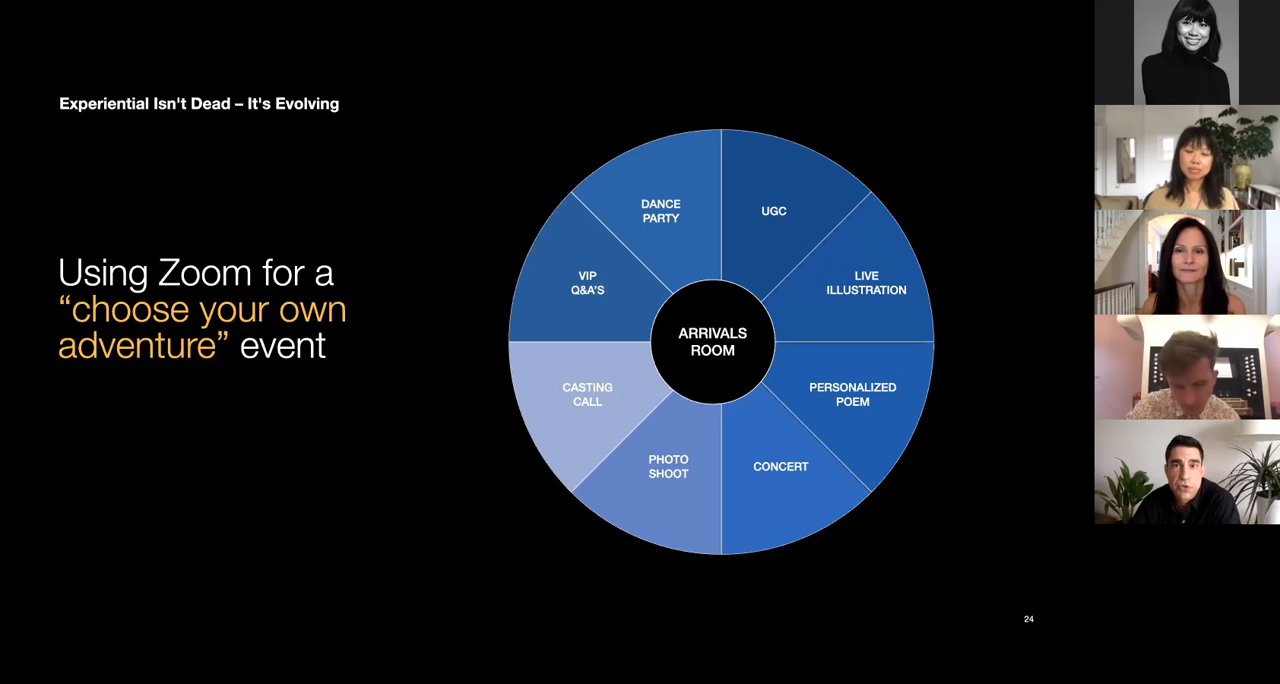 Experiential Isn't Dead – It's Evolving
Using Zoom for a
“choose your own
adventure” event
DANCE
PARTY
UGC
VIP
Q&A'S
LIVE
ILLUSTRATION
ARRIVALS
ROOM
CASTING
CALL
PERSONALIZED
POEM
PHOTO
SHOOT
CONCERT
24